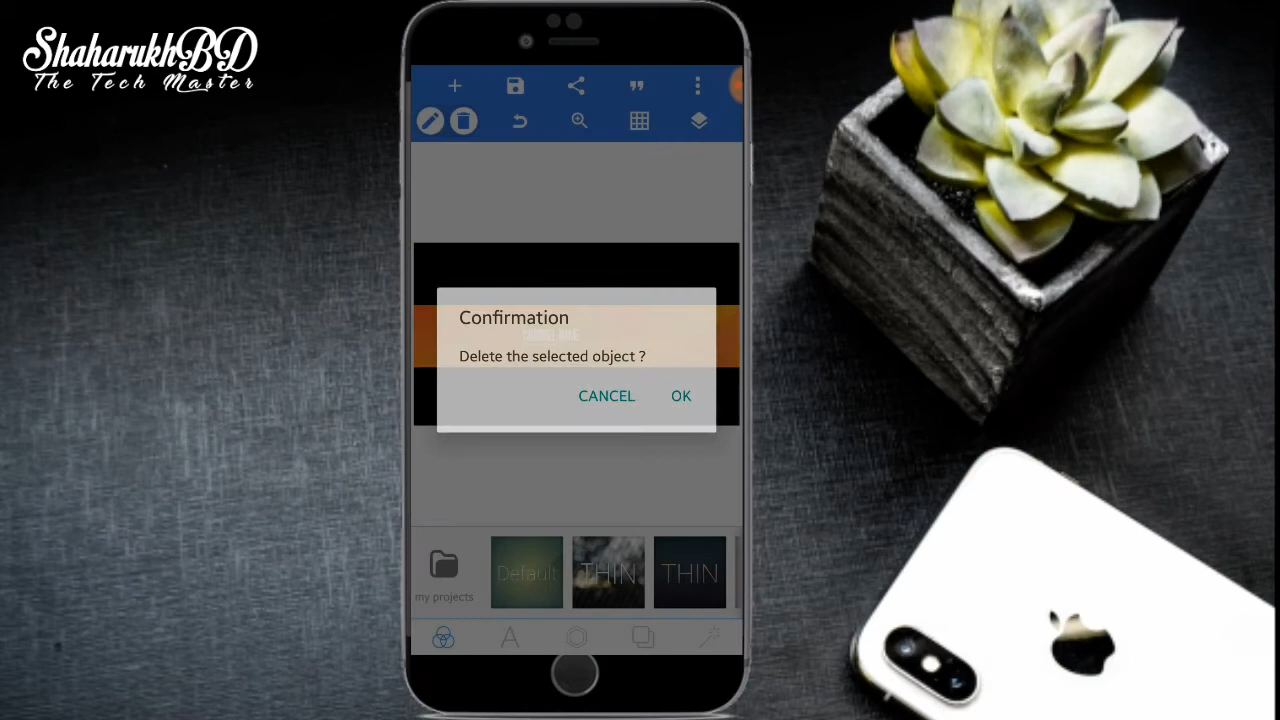 ShaharukhBD
The Tech Master
Confirmation
Delete the selected object ?
CANCEL
OK
my projects
Default
THIN
THIN